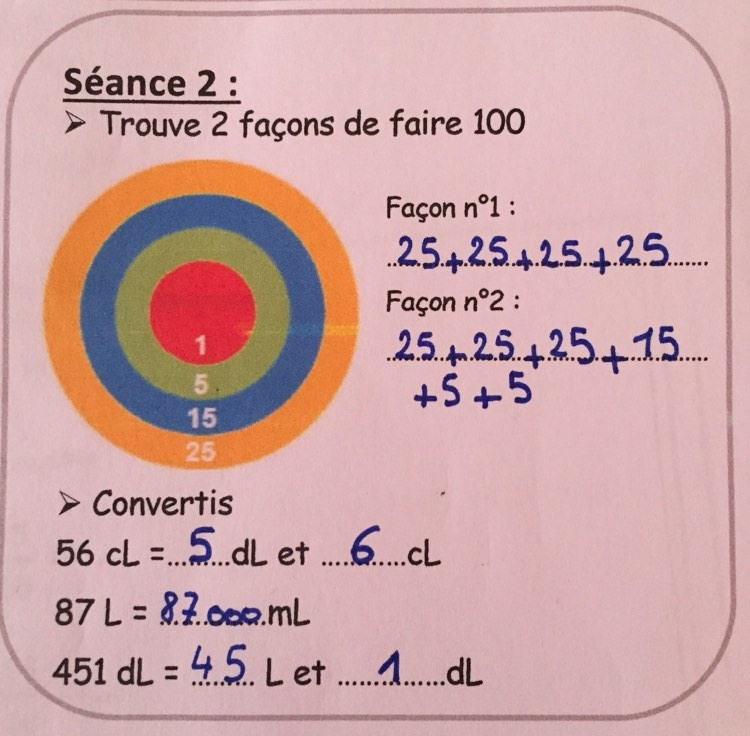 Séance 2 :
➢ Trouve 2 façons de faire 100
Façon n°1 :
25+25+25+25
Façon n°2 :
25+25+25+15
+5+5
1
5
15
25
➢ Convertis
56 cL = 5 dL et 6 cL
87 L = 87 000 mL
451 dL = 45 L et 1 dL